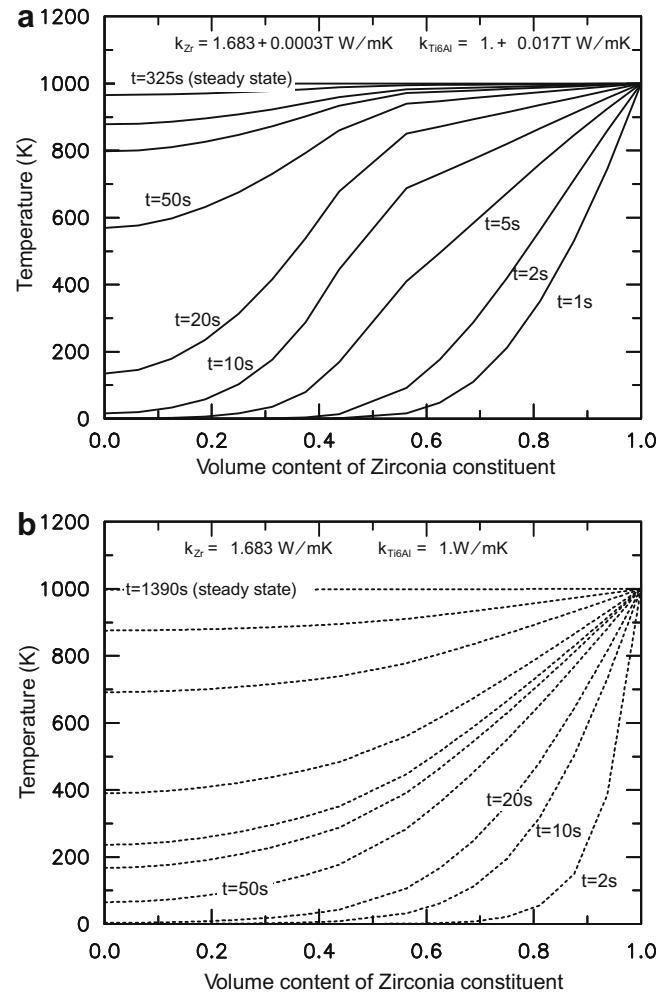 a
1200
k_Zr = 1.683+0.0003T W/mK k_Ti6Al = 1.+ 0.017T W/mK
1000
t=325s (steady state)
800
t=50s
600
t=5s
t=2s
400
t=1s
t=20s
200
t=10s
0
0.0 0.2 0.4 0.6 0.8 1.0
Temperature (K)
Volume content of Zirconia constituent
b
1200
k_Zr = 1.683 W/mK k_Ti6Al = 1.W/mK
1000
t=1390s (steady state)
800
600
400
t=20s
t=10s
200
t=50s
t=2s
0
0.0 0.2 0.4 0.6 0.8 1.0
Temperature (K)
Volume content of Zirconia constituent